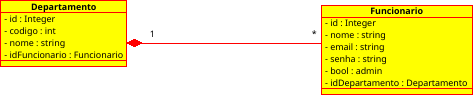 Departamento
- id : Integer
- codigo : int
- nome : string
- idFuncionario : Funcionario
1
*
Funcionario
- id : Integer
- nome : string
- email : string
- senha : string
- bool : admin
- idDepartamento : Departamento